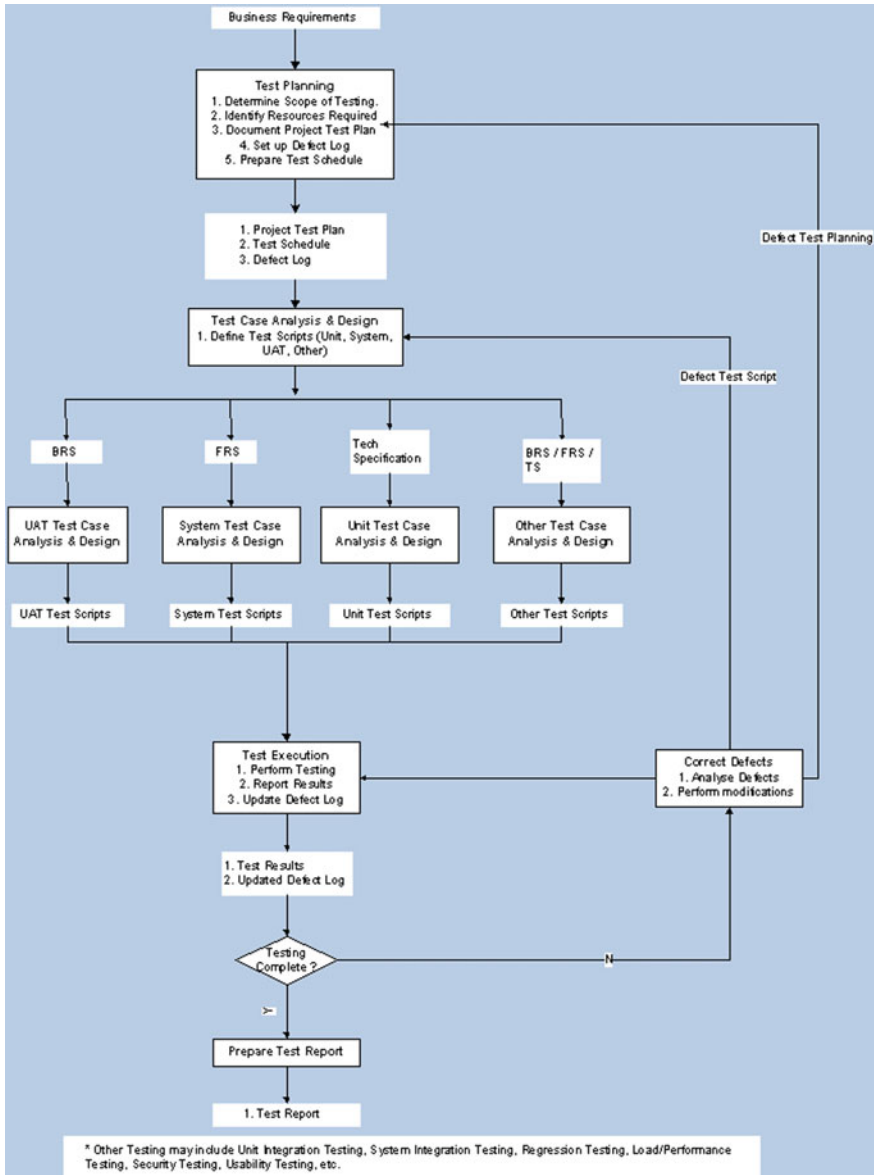 Business Requirements
Test Planning
1. Determine Scope of Testing.
2. Identify Resources Required
3. Document Project Test Plan
4. Set up Defect Log
5. Prepare Test Schedule
Defect Test Planning
1. Project Test Plan
2. Test Schedule
3. Defect Log
Test Case Analysis & Design
1. Define Test Scripts (Unit, System,
UAT, Other)
Defect Test Script
BRS
FRS
Tech
Specification
BRS / FRS /
TS
UAT Test Case
Analysis & Design
System Test Case
Analysis & Design
Unit Test Case
Analysis & Design
Other Test Case
Analysis & Design
UAT Test Scripts
System Test Scripts
Unit Test Scripts
Other Test Scripts
Test Execution
1. Perform Testing
2. Report Results
3. Update Defect Log
Correct Defects
1. Analyse Defects
2. Perform modifications
1. Test Results
2. Updated Defect Log
Testing
Complete ?
N
Y
Prepare Test Report
1. Test Report
* Other Testing may include Unit Integration Testing, System Integration Testing, Regression Testing, Load/Performance
Testing, Security Testing, Usability Testing, etc.